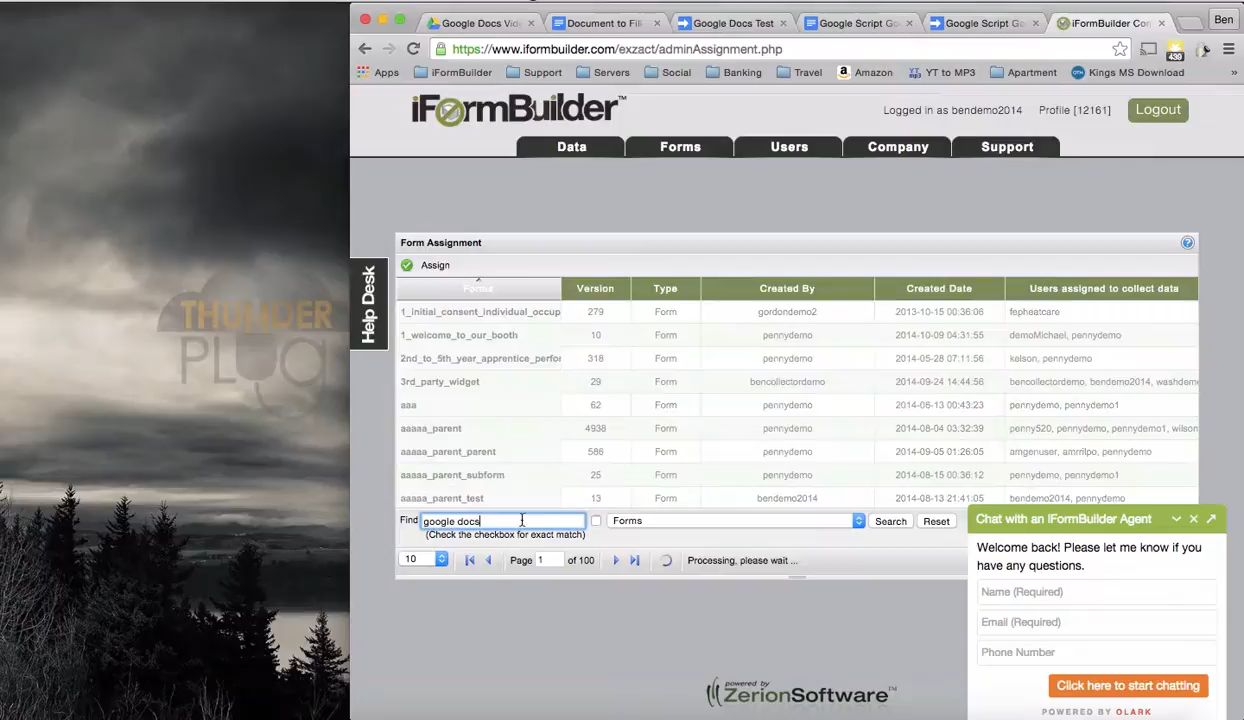 Google Docs Vid
Document to Fill
Google Docs Test
Google Script Go
Google Script Ge
iFormBuilder Cor
Ben
https://www.iformbuilder.com/exzact/adminAssignment.php
439
Apps
iFormBuilder
Support
Servers
Social
Banking
Travel
Amazon
YT to MP3
Apartment
Kings MS Download
»
iFormBuilder™
Logged in as bendemo2014
Profile [12161]
Logout
Data
Forms
Users
Company
Support
Help Desk
THUNDER
PLUG
Form Assignment
Assign
Forms Version Type Created By Created Date Users assigned to collect data
1_initial_consent_individual_occup 279 Form gordondemo2 2013-10-15 00:36:06 fepheatcare
1_welcome_to_our_booth 10 Form pennydemo 2014-10-09 04:31:55 demoMichael, pennydemo
2nd_to_5th_year_apprentice_perfor 318 Form pennydemo 2014-05-28 07:11:56 kelson, pennydemo
3rd_party_widget 29 Form bencollectordemo 2014-09-24 14:44:56 bencollectordemo, bendemo2014, washdem
aaa 62 Form pennydemo 2014-06-13 00:43:23 pennydemo, pennydemo1
aaaaa_parent 4938 Form pennydemo 2014-08-04 03:32:39 penny520, pennydemo, pennydemo1, wilson
aaaaa_parent_parent 586 Form pennydemo 2014-09-05 01:26:05 amgenuser, amrrilpo, pennydemo
aaaaa_parent_subform 25 Form pennydemo 2014-08-15 00:36:12 pennydemo, pennydemo1
aaaaa_parent_test 13 Form bendemo2014 2014-08-13 21:41:05 bendemo2014, pennydemo
Find google docs Forms Search Reset
(Check the checkbox for exact match)
10 Page 1 of 100 Processing, please wait ...
Chat with an IFormBuilder Agent
Welcome back! Please let me know if you
have any questions.
Name (Required)
Email (Required)
Phone Number
Click here to start chatting
POWERED BY OLARK
powered by
ZerionSoftware™